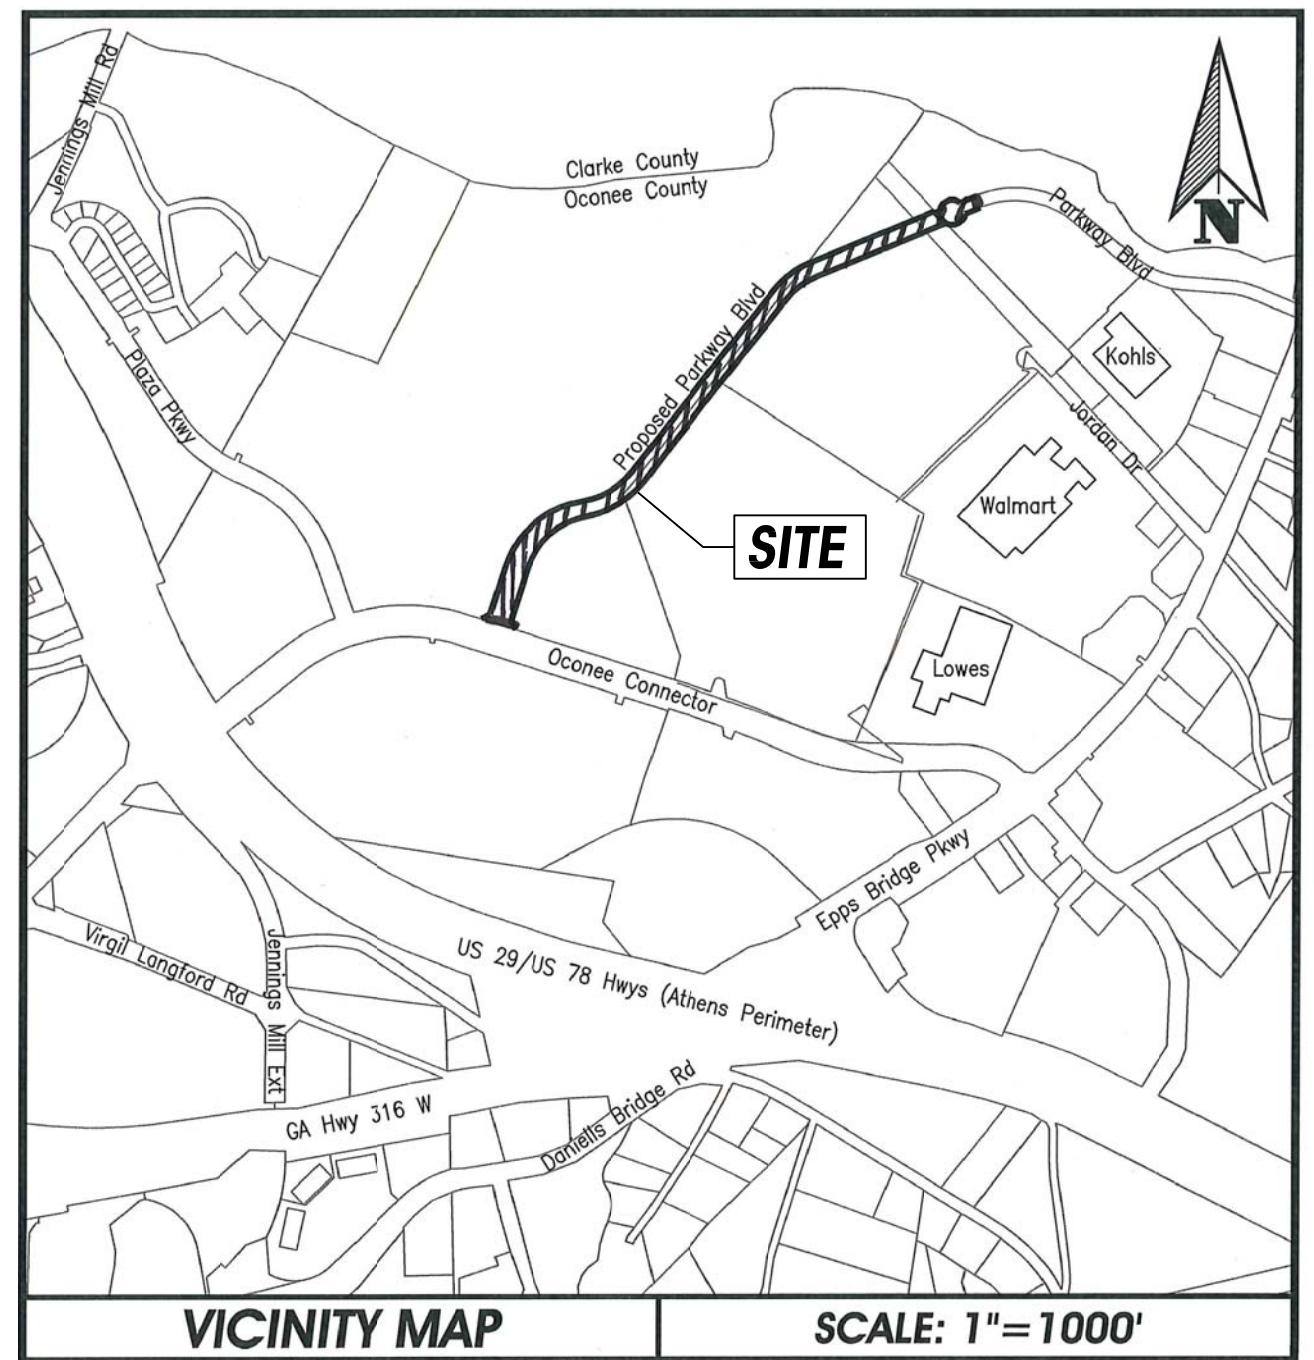 Jennings Mill Rd
Clarke County
Oconee County
Parkway Blvd
N
Proposed Parkway Blvd
Kohls
Plaza Pkwy
Jordan Dr
Walmart
SITE
Oconee Connector
Lowes
Epps Bridge Pkwy
Virgil Langford Rd
Jennings Mill Ext
US 29/US 78 Hwys (Athens Perimeter)
GA Hwy 316 W
Daniells Bridge Rd
VICINITY MAP
SCALE: 1"=1000'